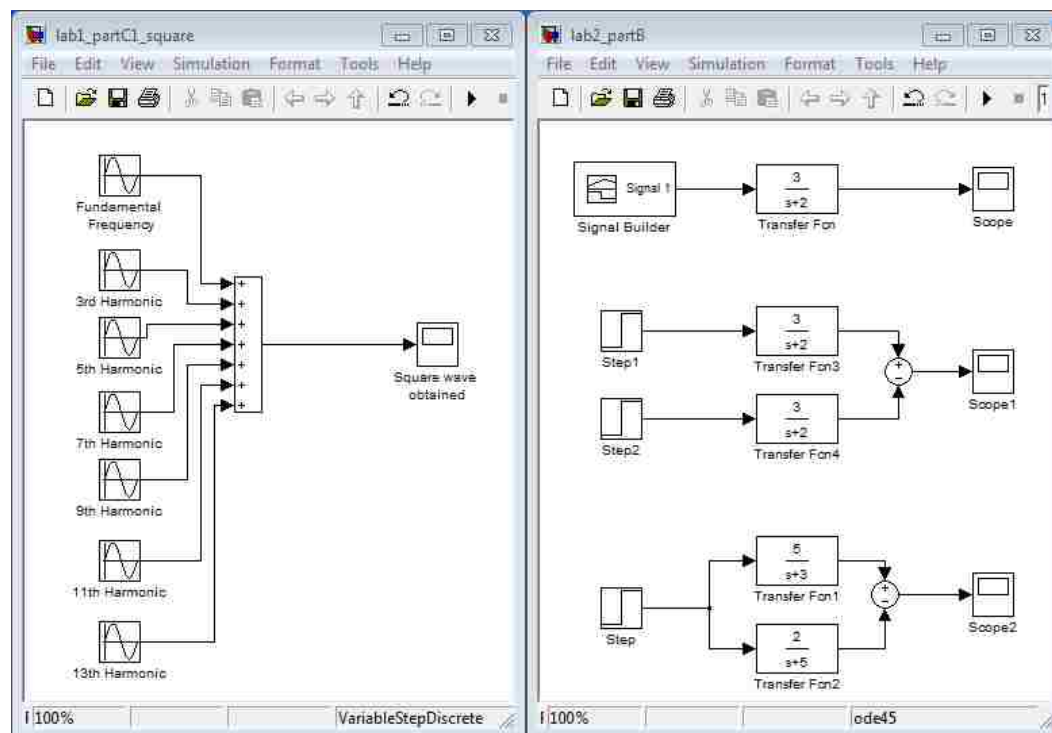 lab1_partC1_square
File Edit View Simulation Format Tools Help
Fundamental
Frequency
3rd Harmonic
5th Harmonic
7th Harmonic
9th Harmonic
11th Harmonic
13th Harmonic
+
+
+
+
+
+
+
Square wave
obtained
100%
VariableStepDiscrete
lab2_partB
File Edit View Simulation Format Tools Help
1
Signal 1
Signal Builder
3
s+2
Transfer Fcn
Scope
Step1
3
s+2
Transfer Fcn3
+
-
Scope1
Step2
3
s+2
Transfer Fcn4
Step
5
s+3
Transfer Fcn1
+
-
Scope2
2
s+5
Transfer Fcn2
100%
ode45